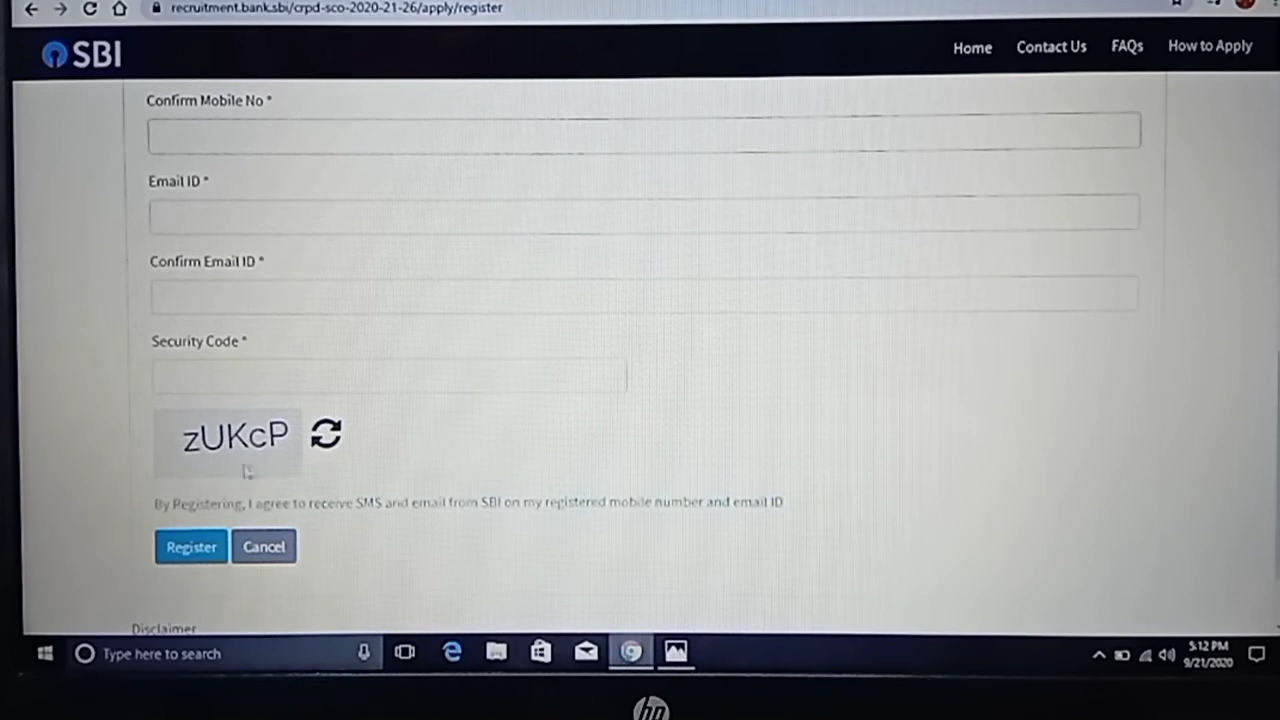 recruitment.bank.sbi/crpd-sco-2020-21-26/apply/register
SBI
Home Contact Us FAQs How to Apply
Confirm Mobile No *
Email ID *
Confirm Email ID *
Security Code *
zUKcP
By Registering, I agree to receive SMS and email from SBI on my registered mobile number and email ID
Register Cancel
Disclaimer
Type here to search
5:12 PM
9/21/2020
hp